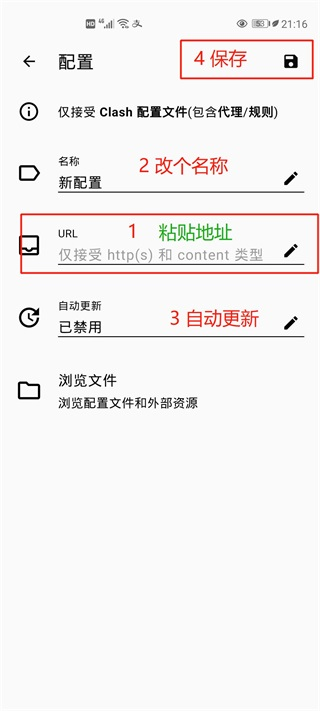 HD 4G 支 53 21:16
配置
4 保存
仅接受 Clash 配置文件(包含代理/规则)
名称
2 改个名称
新配置
URL
1 粘贴地址
仅接受 http(s) 和 content 类型
自动更新
3 自动更新
已禁用
浏览文件
浏览配置文件和外部资源